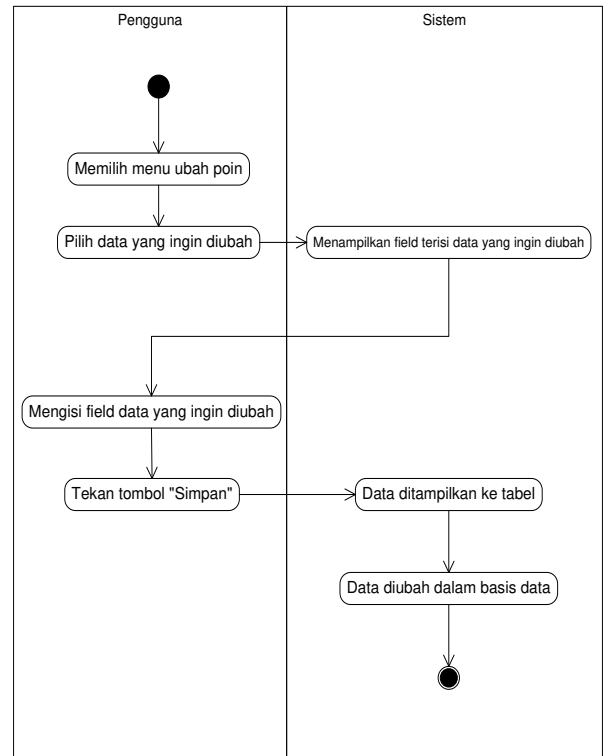 Pengguna
Sistem
Memilih menu ubah poin
Pilih data yang ingin diubah
Menampilkan field terisi data yang ingin diubah
Mengisi field data yang ingin diubah
Tekan tombol "Simpan"
Data ditampilkan ke tabel
Data diubah dalam basis data